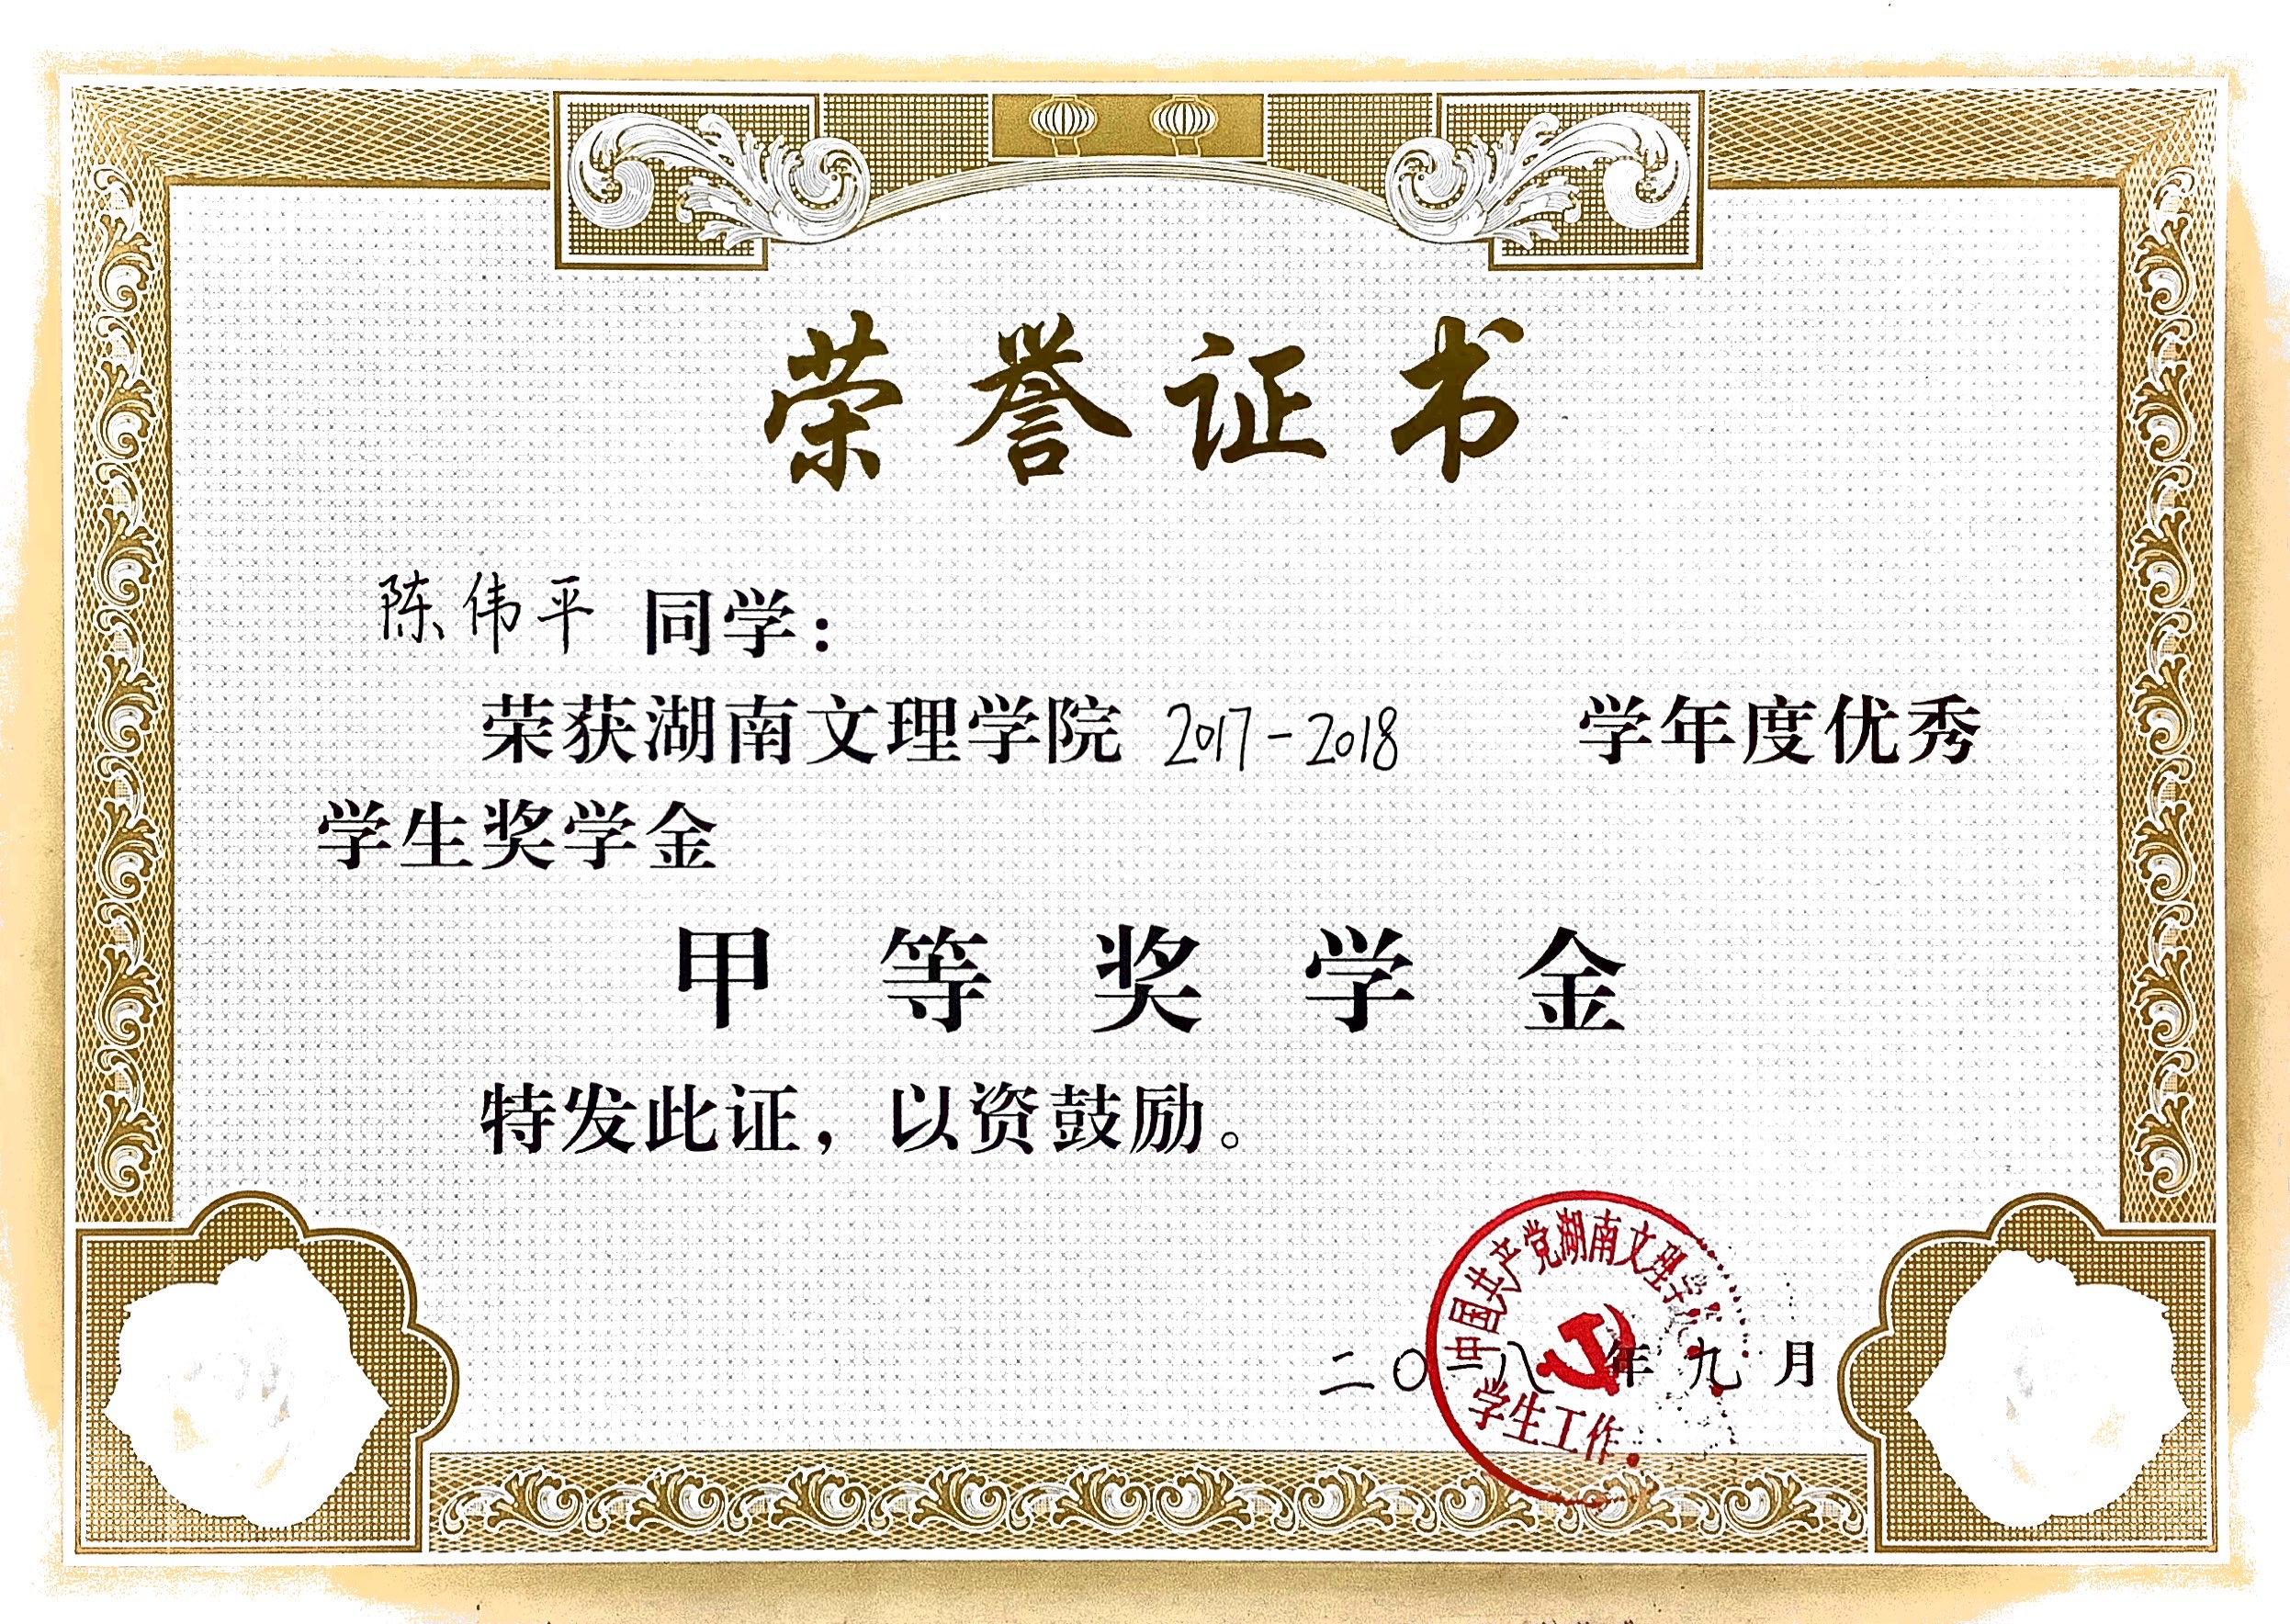 荣誉证书
陈伟平 同学：
荣获湖南文理学院 2017-2018 学年度优秀
学生奖学金
甲等奖学金
特发此证，以资鼓励。
中国共产党湖南文理学
学生工作
二〇一八年九月